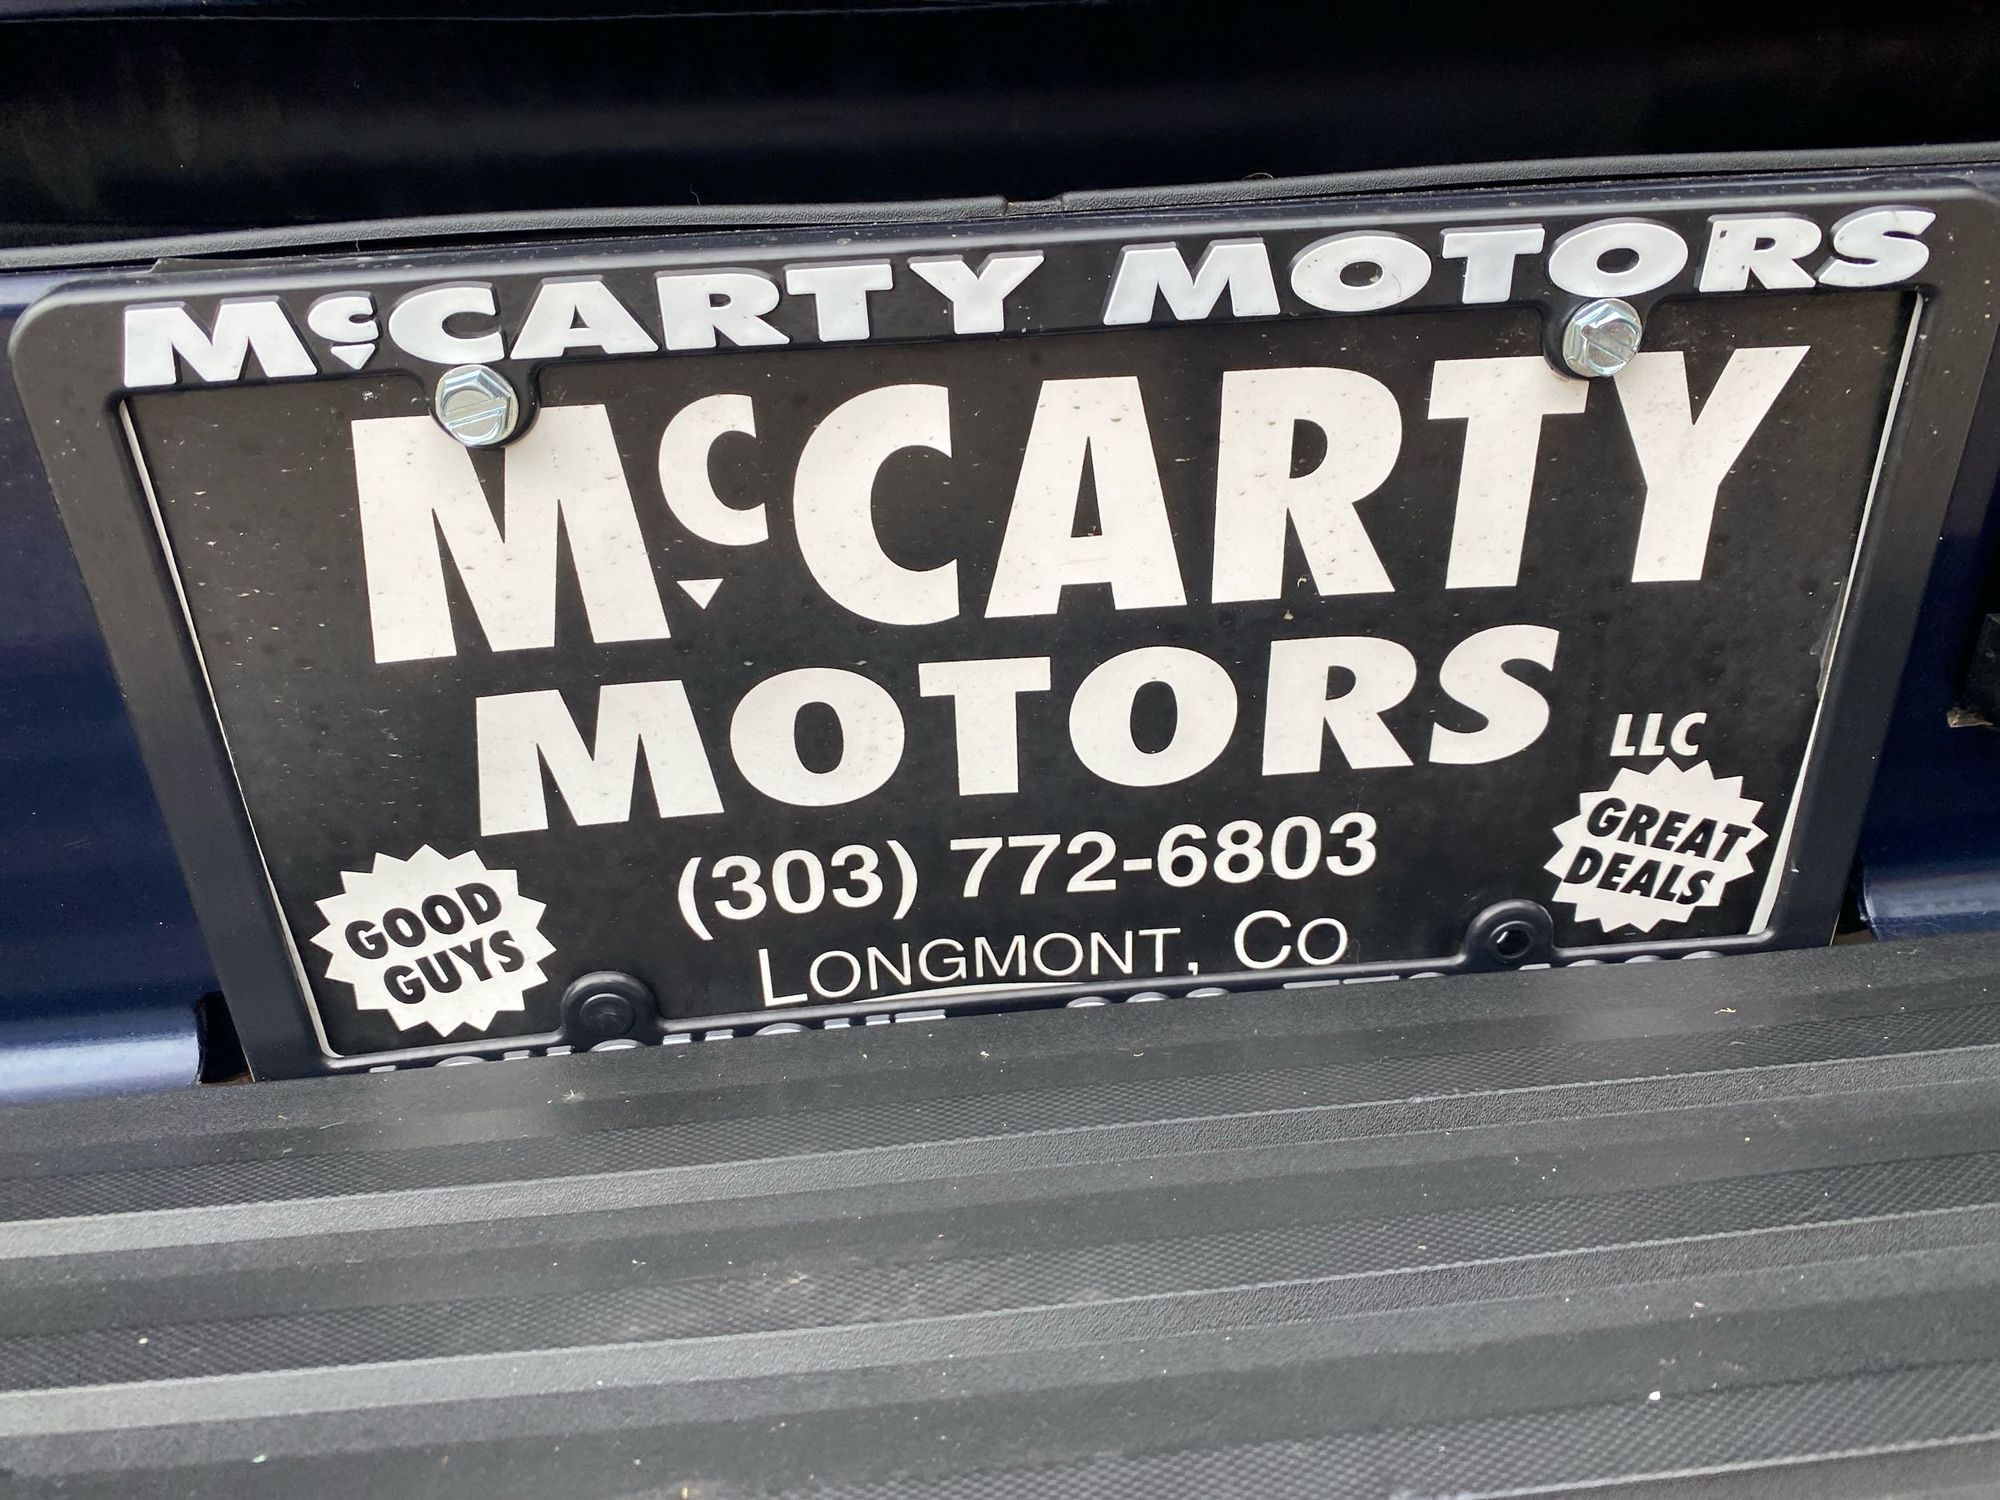 McCARTY MOTORS
McCARTY
MOTORS
LLC
(303) 772-6803
LONGMONT, CO
GOOD
GUYS
GREAT
DEALS